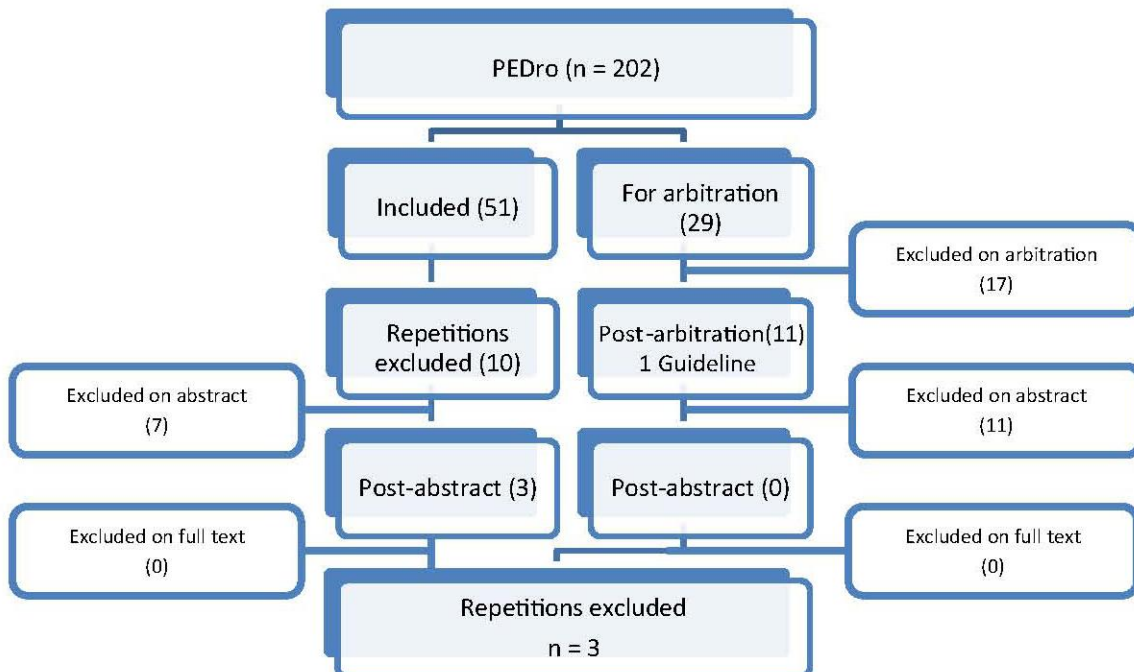 PEDro (n = 202)
Included (51)
For arbitration
(29)
Excluded on arbitration
(17)
Repetitions
excluded (10)
Post-arbitration(11)
1 Guideline
Excluded on abstract
(7)
Excluded on abstract
(11)
Post-abstract (3)
Post-abstract (0)
Excluded on full text
(0)
Excluded on full text
(0)
Repetitions excluded
n = 3